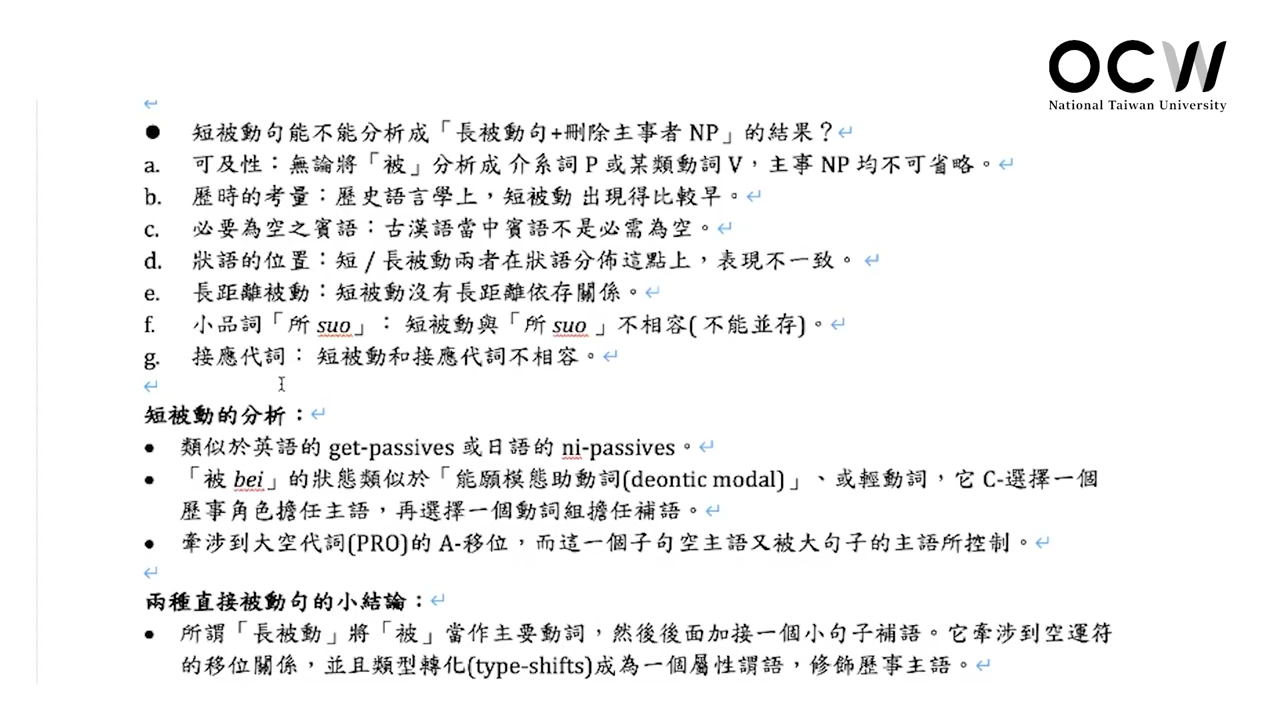 OCW
National Taiwan University
● 短被動句能不能分析成「長被動句+刪除主事者 NP」的結果？
a. 可及性：無論將「被」分析成 介系詞 P 或某類動詞 V，主事 NP 均不可省略。
b. 歷時的考量：歷史語言學上，短被動 出現得比較早。
c. 必要為空之賓語：古漢語當中賓語不是必需為空。
d. 狀語的位置：短 / 長被動兩者在狀語分佈這點上，表現不一致。
e. 長距離被動：短被動沒有長距離依存關係。
f. 小品詞「所 suo」： 短被動與「所 suo 」不相容( 不能並存)。
g. 接應代詞： 短被動和接應代詞不相容。
短被動的分析：
• 類似於英語的 get-passives 或日語的 ni-passives。
• 「被 bei」的狀態類似於「能願模態助動詞(deontic modal)」、或輕動詞，它 C-選擇一個
歷事角色擔任主語，再選擇一個動詞組擔任補語。
• 牽涉到大空代詞(PRO)的 A-移位，而這一個子句空主語又被大句子的主語所控制。
兩種直接被動句的小結論：
• 所謂「長被動」將「被」當作主要動詞，然後後面加接一個小句子補語。它牽涉到空運符
的移位關係，並且類型轉化(type-shifts)成為一個屬性謂語，修飾歷事主語。